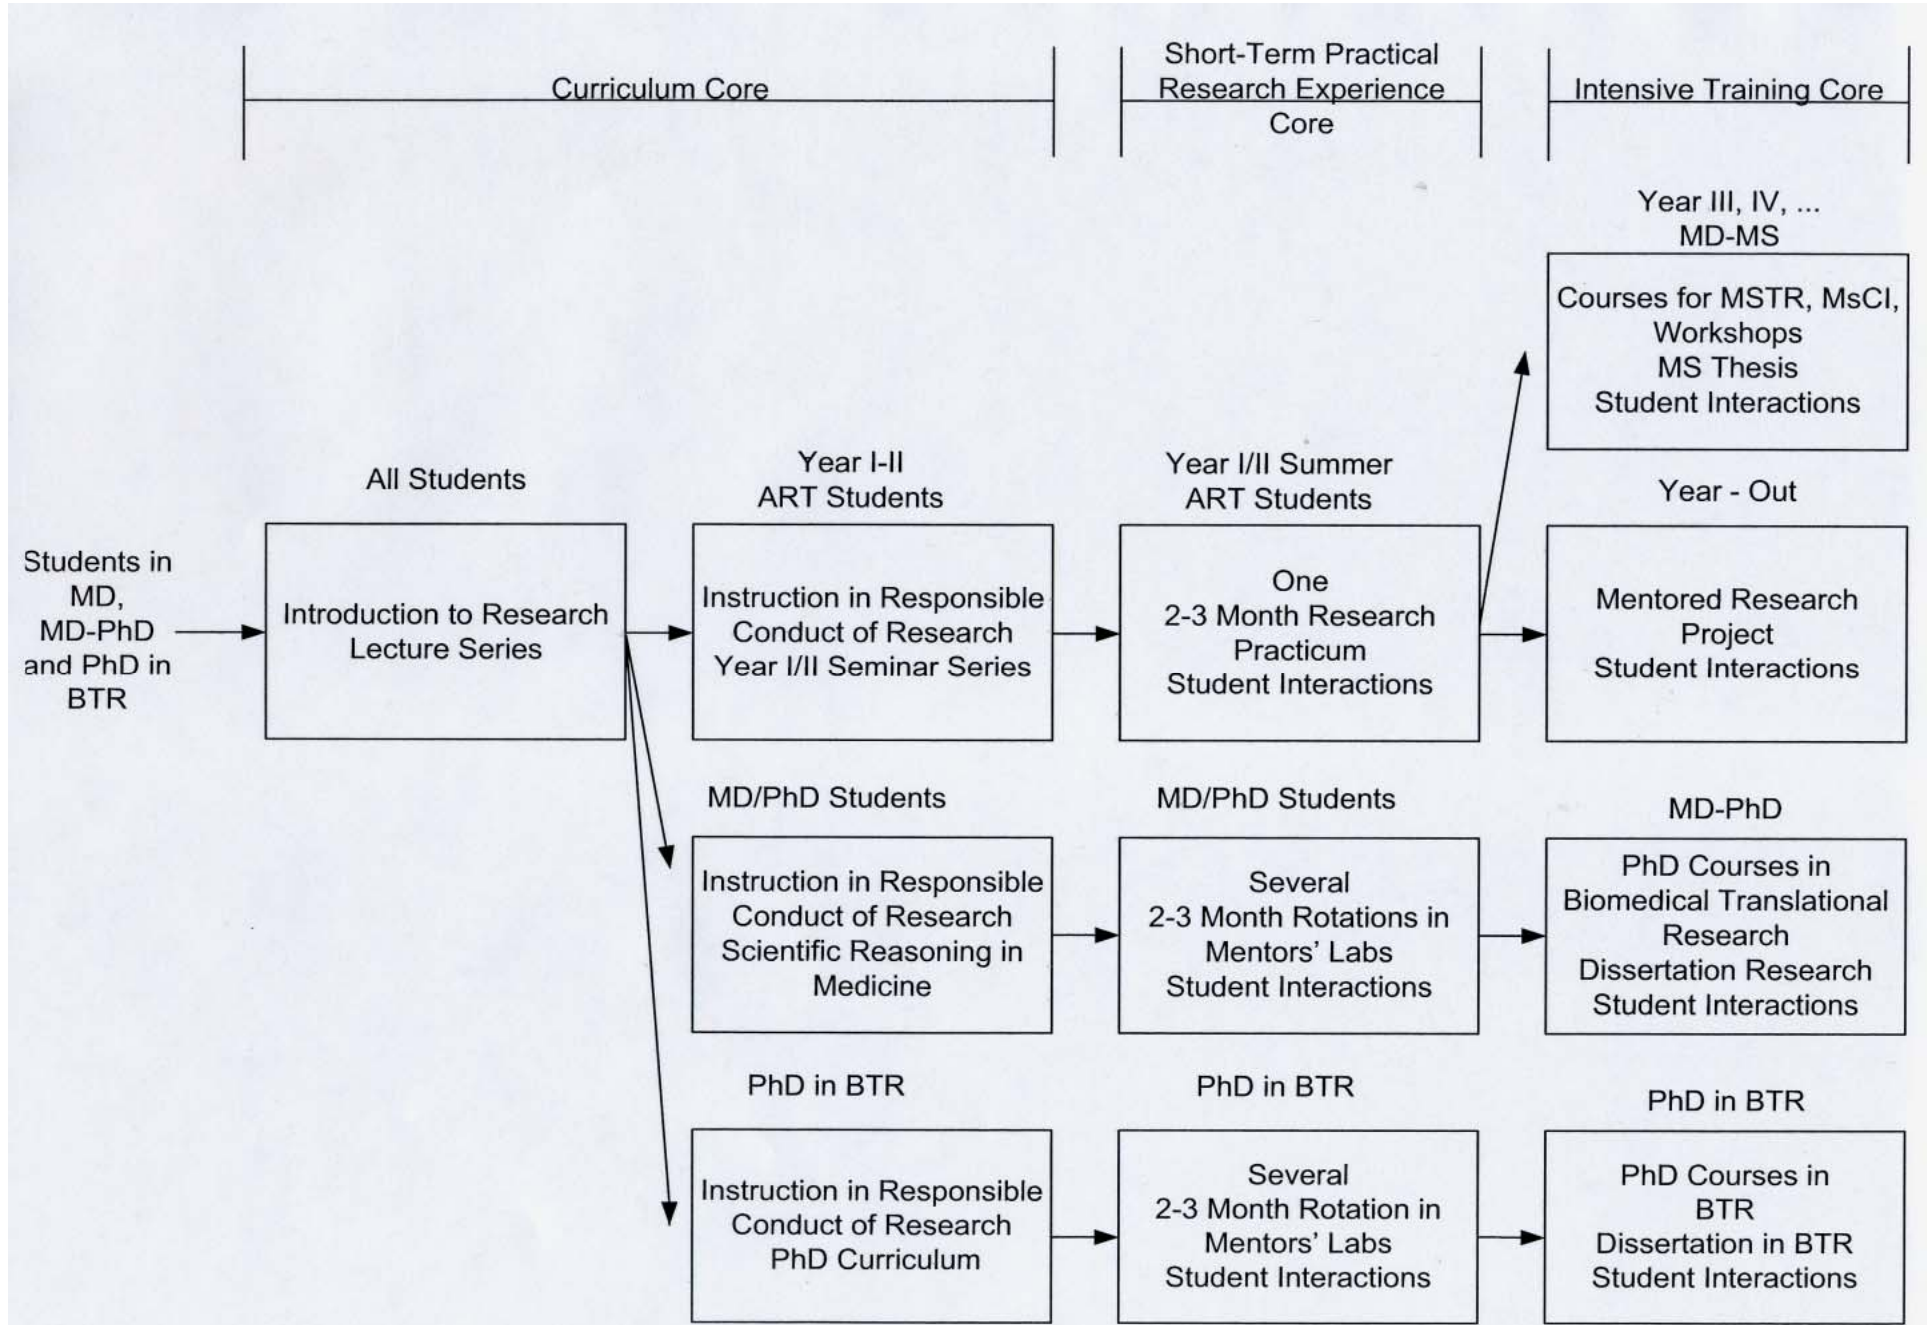 Curriculum Core
Short-Term Practical
Research Experience
Core
Intensive Training Core
Year III, IV, ...
MD-MS
Courses for MSTR, MsCI,
Workshops
MS Thesis
Student Interactions
All Students
Year I-II
ART Students
Year I/II Summer
ART Students
Year - Out
Students in
MD,
MD-PhD
and PhD in
BTR
Introduction to Research
Lecture Series
Instruction in Responsible
Conduct of Research
Year I/II Seminar Series
One
2-3 Month Research
Practicum
Student Interactions
Mentored Research
Project
Student Interactions
MD/PhD Students
MD/PhD Students
MD-PhD
Instruction in Responsible
Conduct of Research
Scientific Reasoning in
Medicine
Several
2-3 Month Rotations in
Mentors' Labs
Student Interactions
PhD Courses in
Biomedical Translational
Research
Dissertation Research
Student Interactions
PhD in BTR
PhD in BTR
PhD in BTR
Instruction in Responsible
Conduct of Research
PhD Curriculum
Several
2-3 Month Rotation in
Mentors' Labs
Student Interactions
PhD Courses in
BTR
Dissertation in BTR
Student Interactions